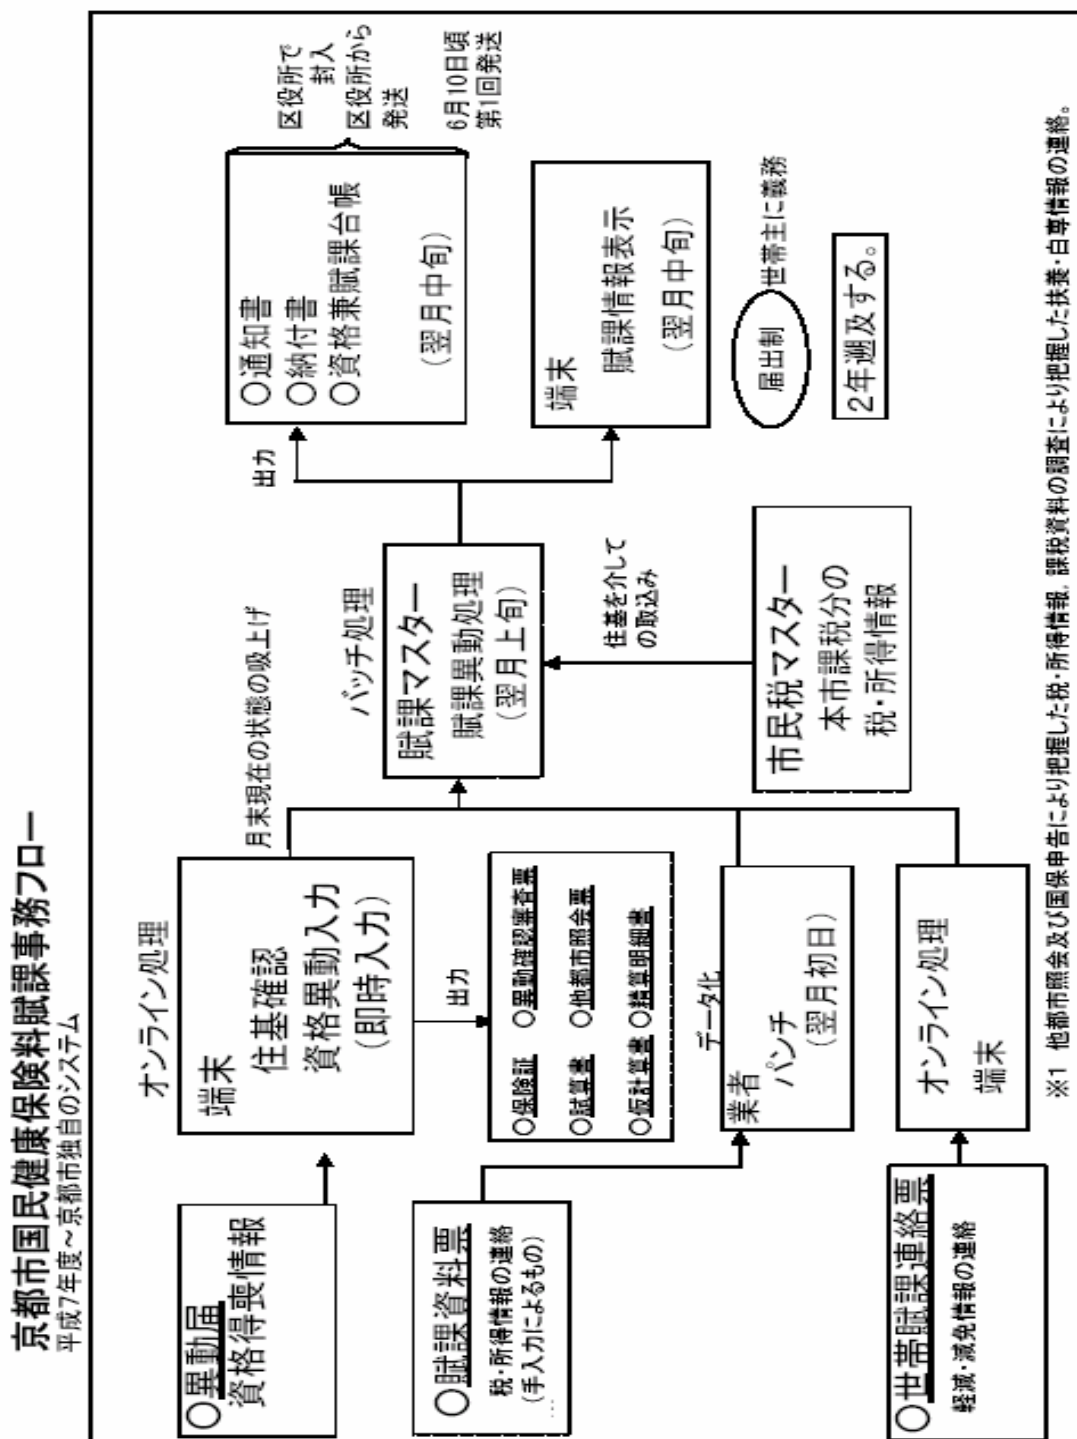 京都市国民健康保険料賦課事務フロー
平成7年度～京都市独自のシステム
○異動届
資格得喪情報
オンライン処理
端末
住基確認
資格異動入力
(即時入力)
月末現在の状態の吸上げ
出力
○保険証 ○異動確認審査票
○試算書 ○他都市照会票
○仮計算書 ○精算明細書
○賦課資料票
税・所得情報の連絡
(手入力によるもの)
…
データ化
業者
パンチ
(翌月初日)
○世帯賦課連絡票
軽減・減免情報の連絡
オンライン処理
端末
バッチ処理
賦課マスター
賦課異動処理
(翌月上旬)
住基を介して
の取込み
市民税マスター
本市課税分の
税・所得情報
出力
○通知書
○納付書
○資格兼賦課台帳
(翌月中旬)
区役所で
封入
区役所から
発送
6月10日頃
第1回発送
端末
賦課情報表示
(翌月中旬)
届出制
世帯主に義務
2年遡及する。
※1 他都市照会及び国保申告により把握した税・所得情報，課税資料の調査により把握した扶養・白専情報の連絡。